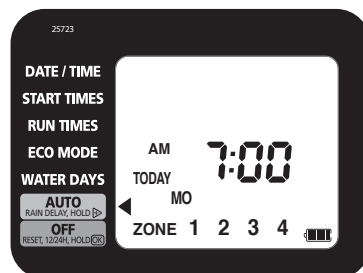 25723
DATE / TIME
START TIMES
RUN TIMES
ECO MODE
WATER DAYS
AUTO
RAIN DELAY, HOLD
OFF
RESET, 12/24H, HOLD OK
AM 7:00
TODAY
MO
ZONE 1 2 3 4